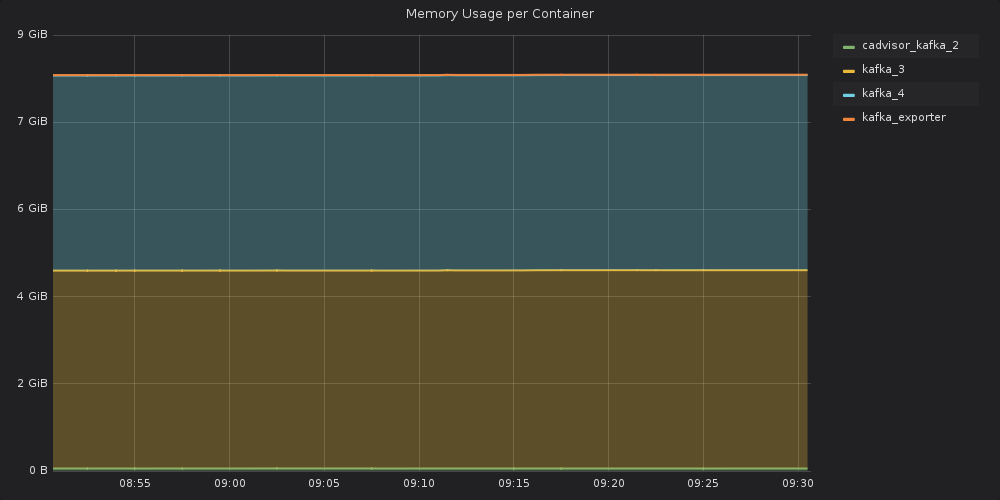 Memory Usage per Container
9 GiB
7 GiB
6 GiB
4 GiB
2 GiB
0 B
08:55 09:00 09:05 09:10 09:15 09:20 09:25 09:30
cadvisor_kafka_2
kafka_3
kafka_4
kafka_exporter